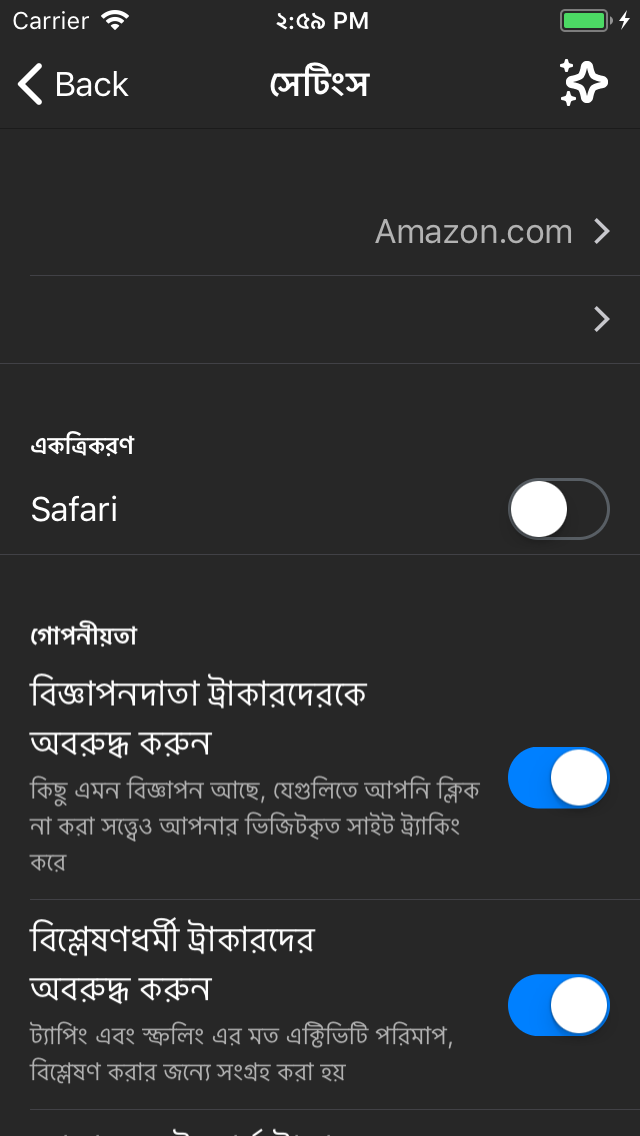 Carrier ২:৫৯ PM
Back সেটিংস
Amazon.com
একত্রিকরণ
Safari
গোপনীয়তা
বিজ্ঞাপনদাতা ট্রাকারদেরকে
অবরুদ্ধ করুন
কিছু এমন বিজ্ঞাপন আছে, যেগুলিতে আপনি ক্লিক
না করা সত্ত্বেও আপনার ভিজিটকৃত সাইট ট্র্যাকিং
করে
বিশ্লেষণধর্মী ট্রাকারদের
অবরুদ্ধ করুন
ট্যাপিং এবং স্ক্রলিং এর মত এক্টিভিটি পরিমাপ,
বিশ্লেষণ করার জন্যে সংগ্রহ করা হয়